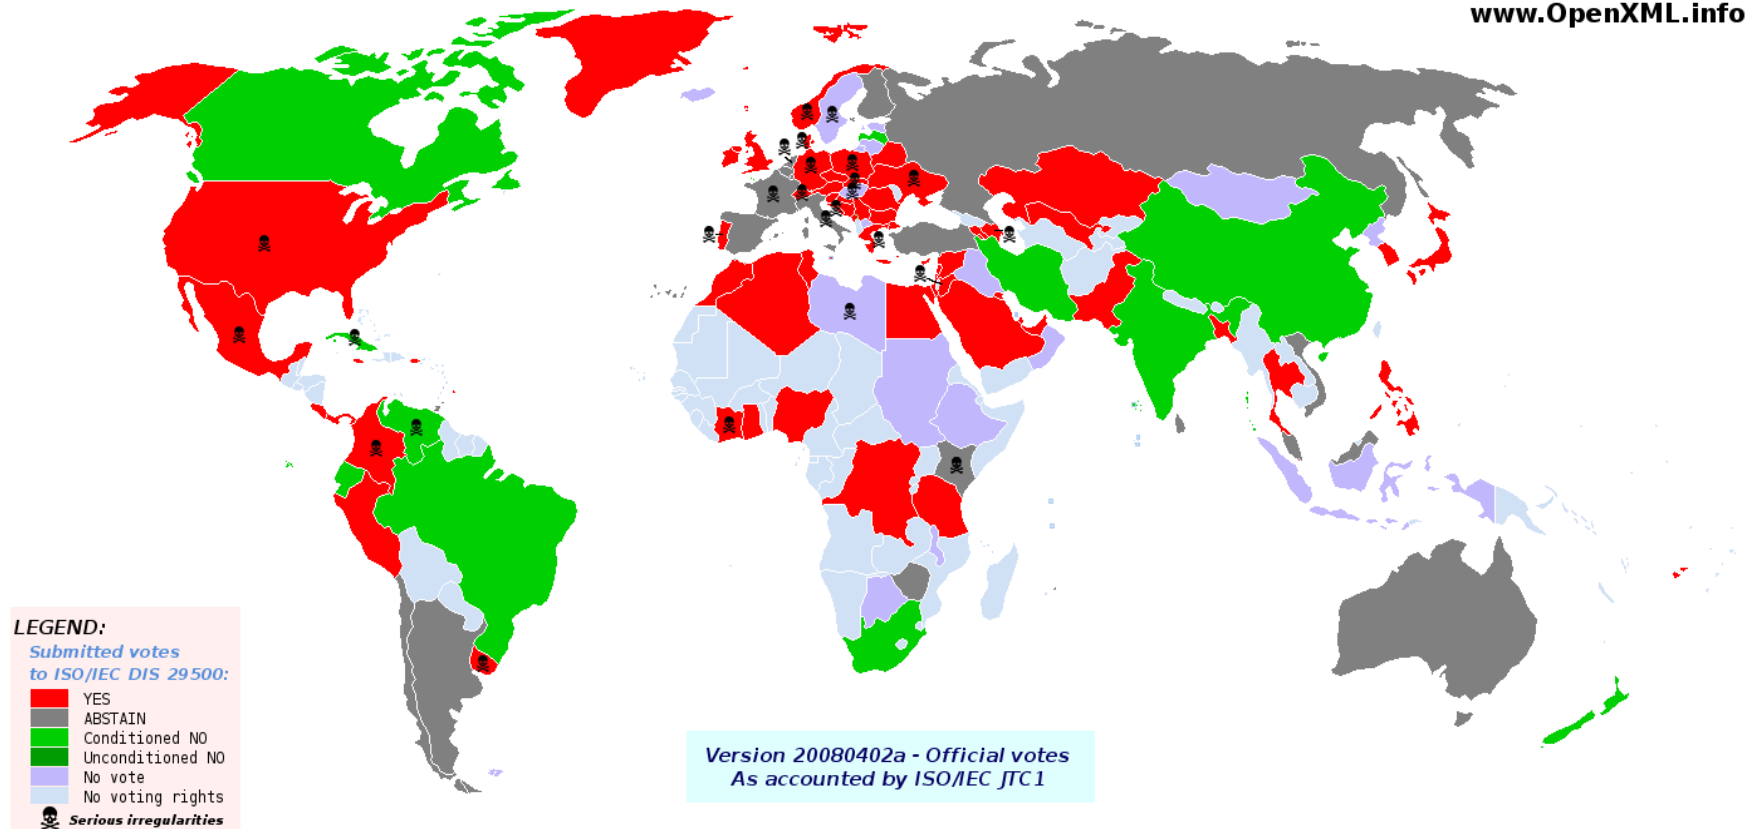 www.OpenXML.info
LEGEND:
Submitted votes
to ISO/IEC DIS 29500:
YES
ABSTAIN
Conditioned NO
Unconditioned NO
No vote
No voting rights
Serious irregularities
Version 20080402a - Official votes
As accounted by ISO/IEC JTC1